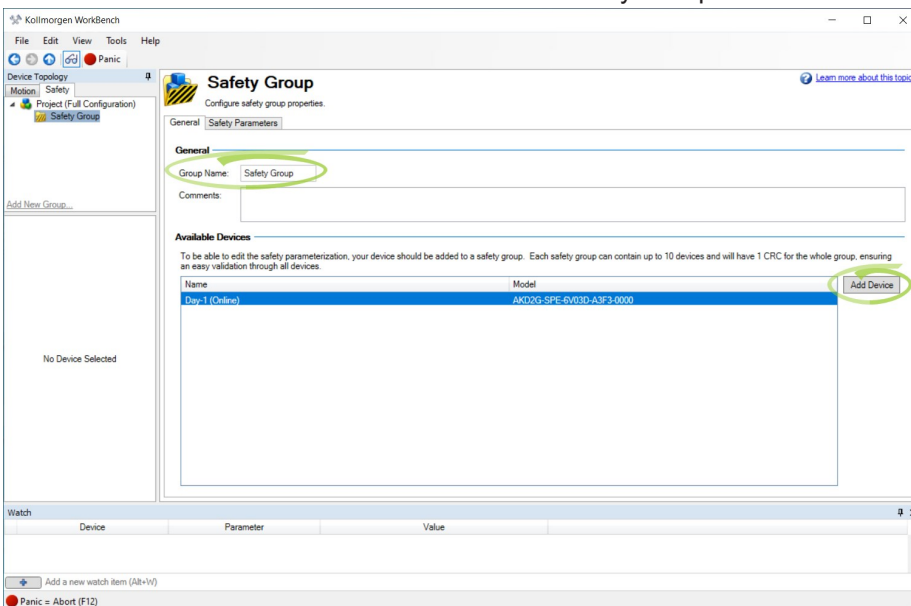 Kollmorgen WorkBench
File Edit View Tools Help
Panic
Device Topology
Motion Safety
Project (Full Configuration)
Safety Group
Add New Group...
No Device Selected
Safety Group
Learn more about this topic
Configure safety group properties.
General Safety Parameters
General
Group Name: Safety Group
Comments:
Available Devices
To be able to edit the safety parameterization, your device should be added to a safety group. Each safety group can contain up to 10 devices and will have 1 CRC for the whole group, ensuring
an easy validation through all devices.
Name Model Add Device
Day-1 (Online) AKD2G-SPE-6V03D-A3F3-0000
Watch
Device Parameter Value
Add a new watch item (Alt+W)
Panic = Abort (F12)